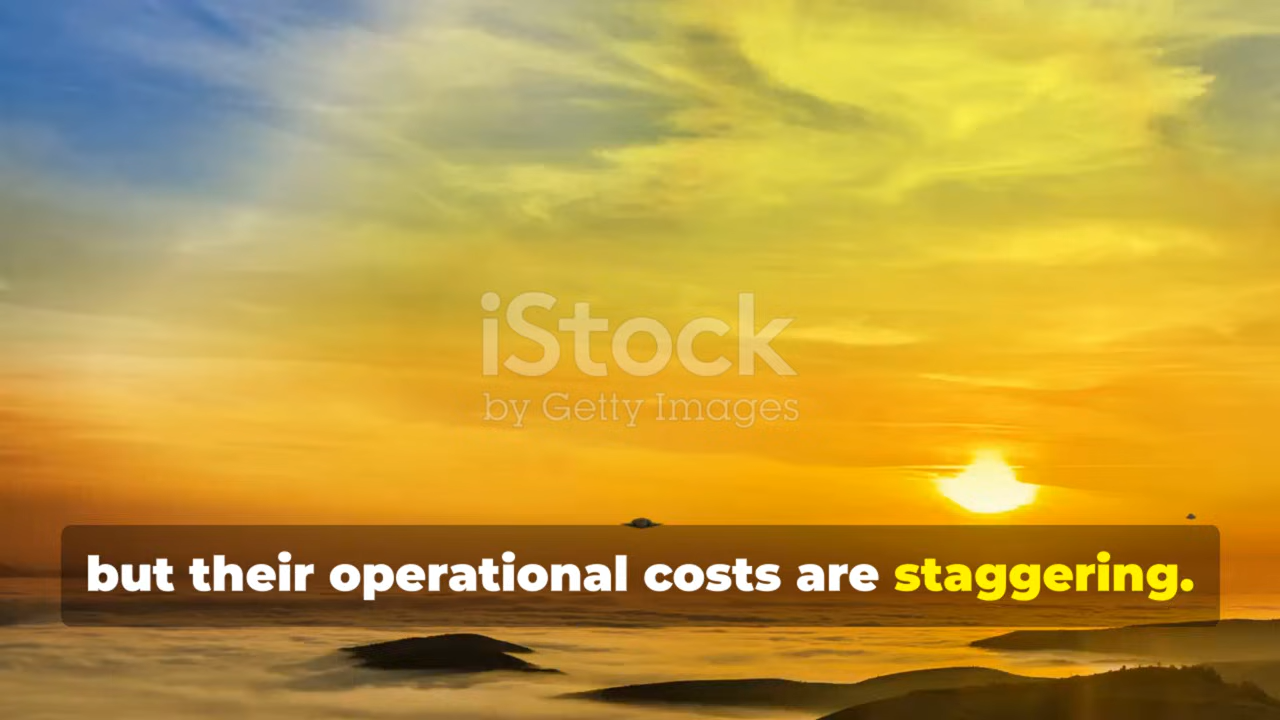 iStock
by Getty Images
but their operational costs are staggering.